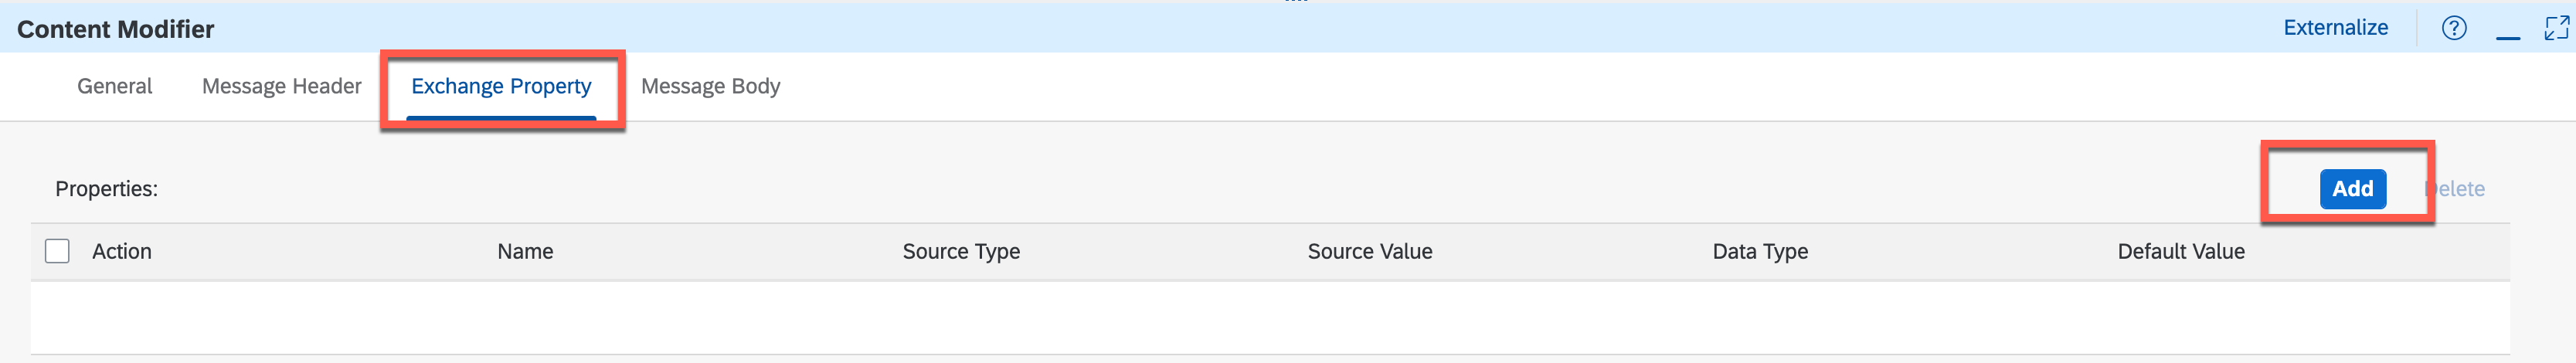 Content Modifier Externalize
General Message Header Exchange Property Message Body
Properties: Add Delete
Action Name Source Type Source Value Data Type Default Value